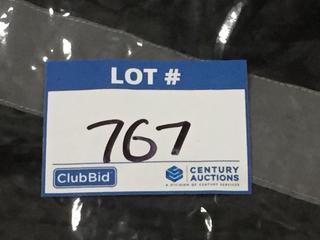 LOT #
767
ClubBid
CENTURY
AUCTIONS
A DIVISION OF CENTURY SERVICES